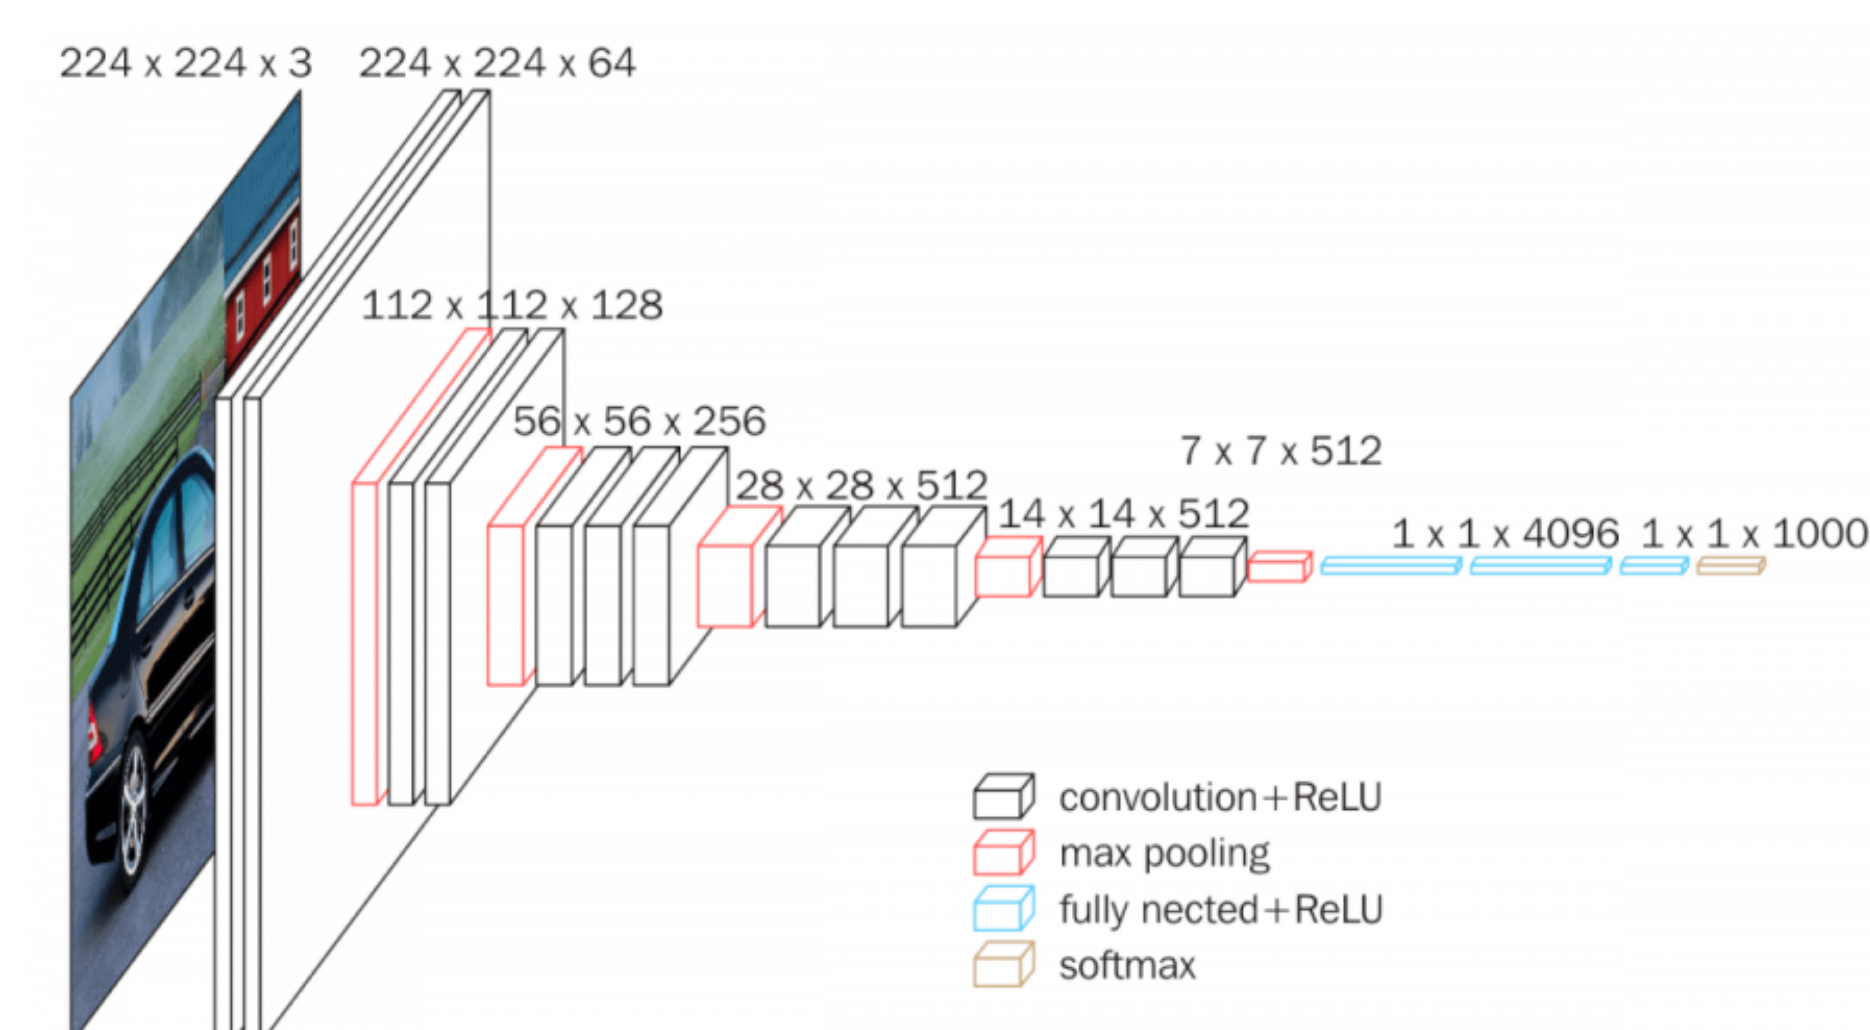 224 x 224 x 3
224 x 224 x 64
112 x 112 x 128
56 x 56 x 256
28 x 28 x 512
14 x 14 x 512
7 x 7 x 512
1 x 1 x 4096
1 x 1 x 1000
convolution+ReLU
max pooling
fully nected+ReLU
softmax